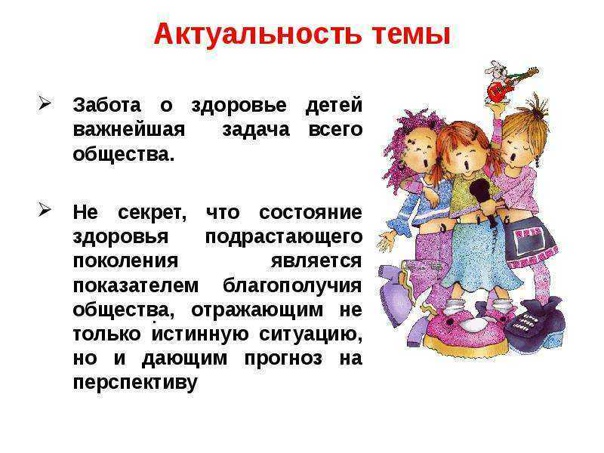 Актуальность темы
Забота о здоровье детей
важнейшая задача всего
общества.
Не секрет, что состояние
здоровья подрастающего
поколения является
показателем благополучия
общества, отражающим не
только истинную ситуацию,
но и дающим прогноз на
перспективу